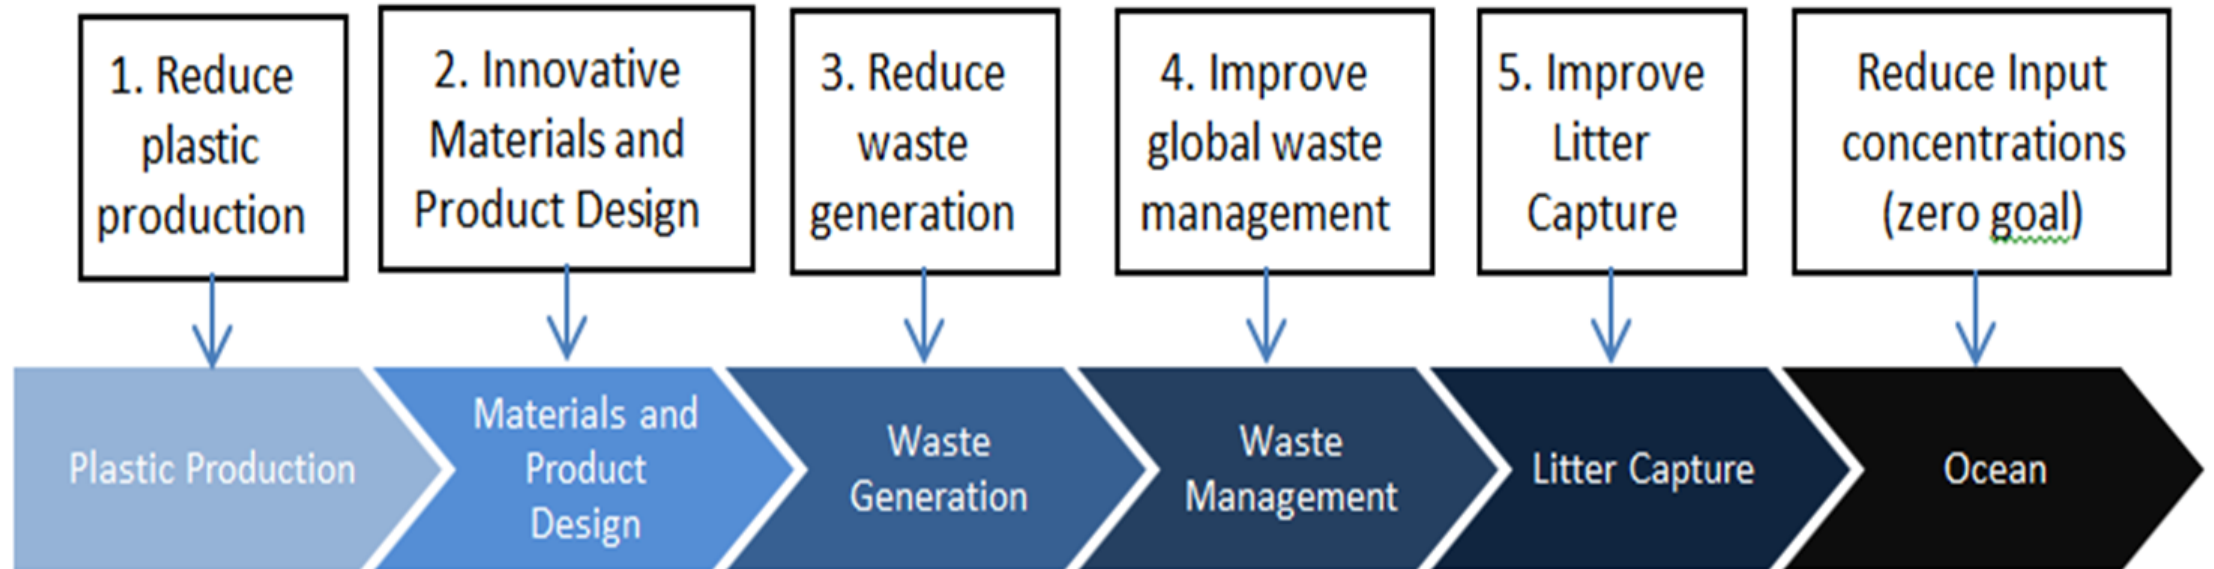 1. Reduce
plastic
production
2. Innovative
Materials and
Product Design
3. Reduce
waste
generation
4. Improve
global waste
management
5. Improve
Litter
Capture
Reduce Input
concentrations
(zero goal)
Plastic Production
Materials and
Product
Design
Waste
Generation
Waste
Management
Litter Capture
Ocean